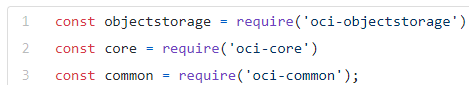 1 const objectstorage = require('oci-objectstorage')
2 const core = require('oci-core')
3 const common = require('oci-common');